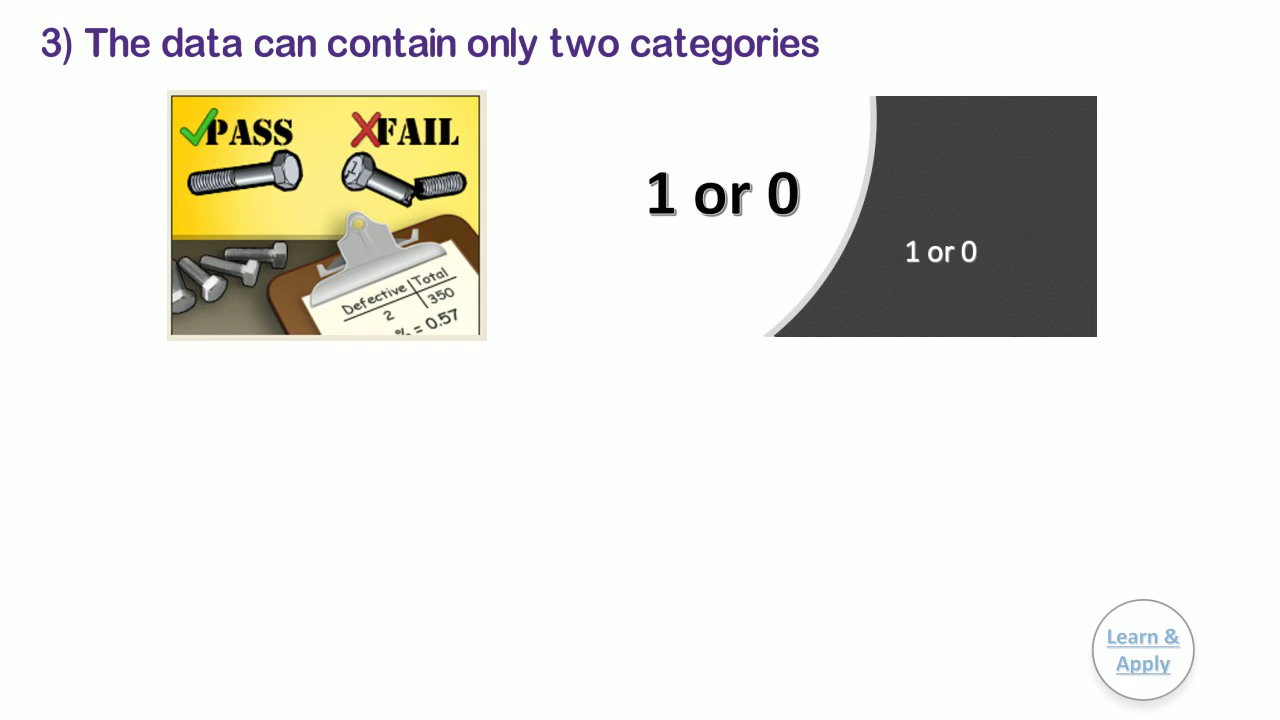 3) The data can contain only two categories
PASS FAIL
Defective Total
2 350
% = 0.57
1 or 0
1 or 0
Learn &
Apply